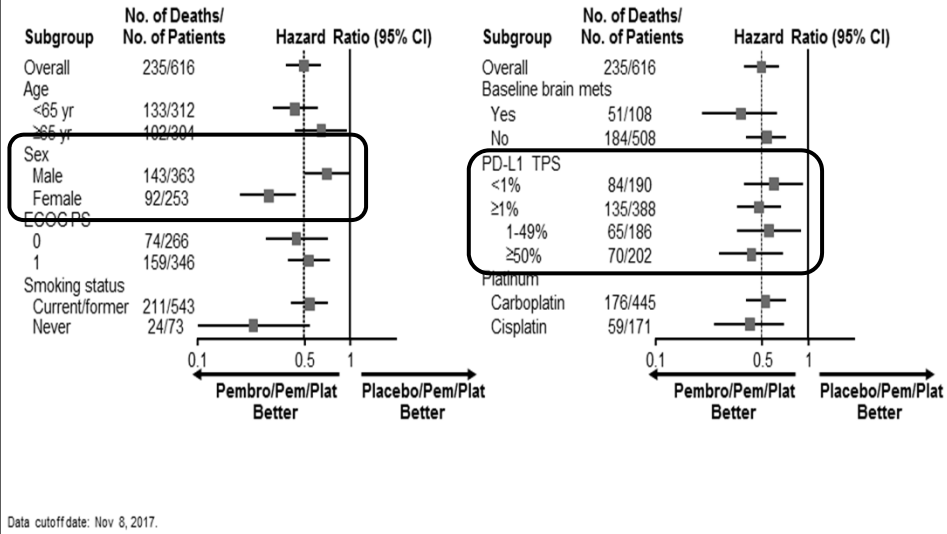 No. of Deaths/
Subgroup No. of Patients Hazard Ratio (95% CI)
Overall 235/616
Age
<65 yr 133/312
≥65 yr 102/304
Sex
Male 143/363
Female 92/253
ECOG PS
0 74/266
1 159/346
Smoking status
Current/former 211/543
Never 24/73
0.1 0.5 1
Pembro/Pem/Plat Placebo/Pem/Plat
Better Better
No. of Deaths/
Subgroup No. of Patients Hazard Ratio (95% CI)
Overall 235/616
Baseline brain mets
Yes 51/108
No 184/508
PD-L1 TPS
<1% 84/190
≥1% 135/388
1-49% 65/186
≥50% 70/202
Platinum
Carboplatin 176/445
Cisplatin 59/171
0.1 0.5 1
Pembro/Pem/Plat Placebo/Pem/Plat
Better Better
Data cutoff date: Nov 8, 2017.